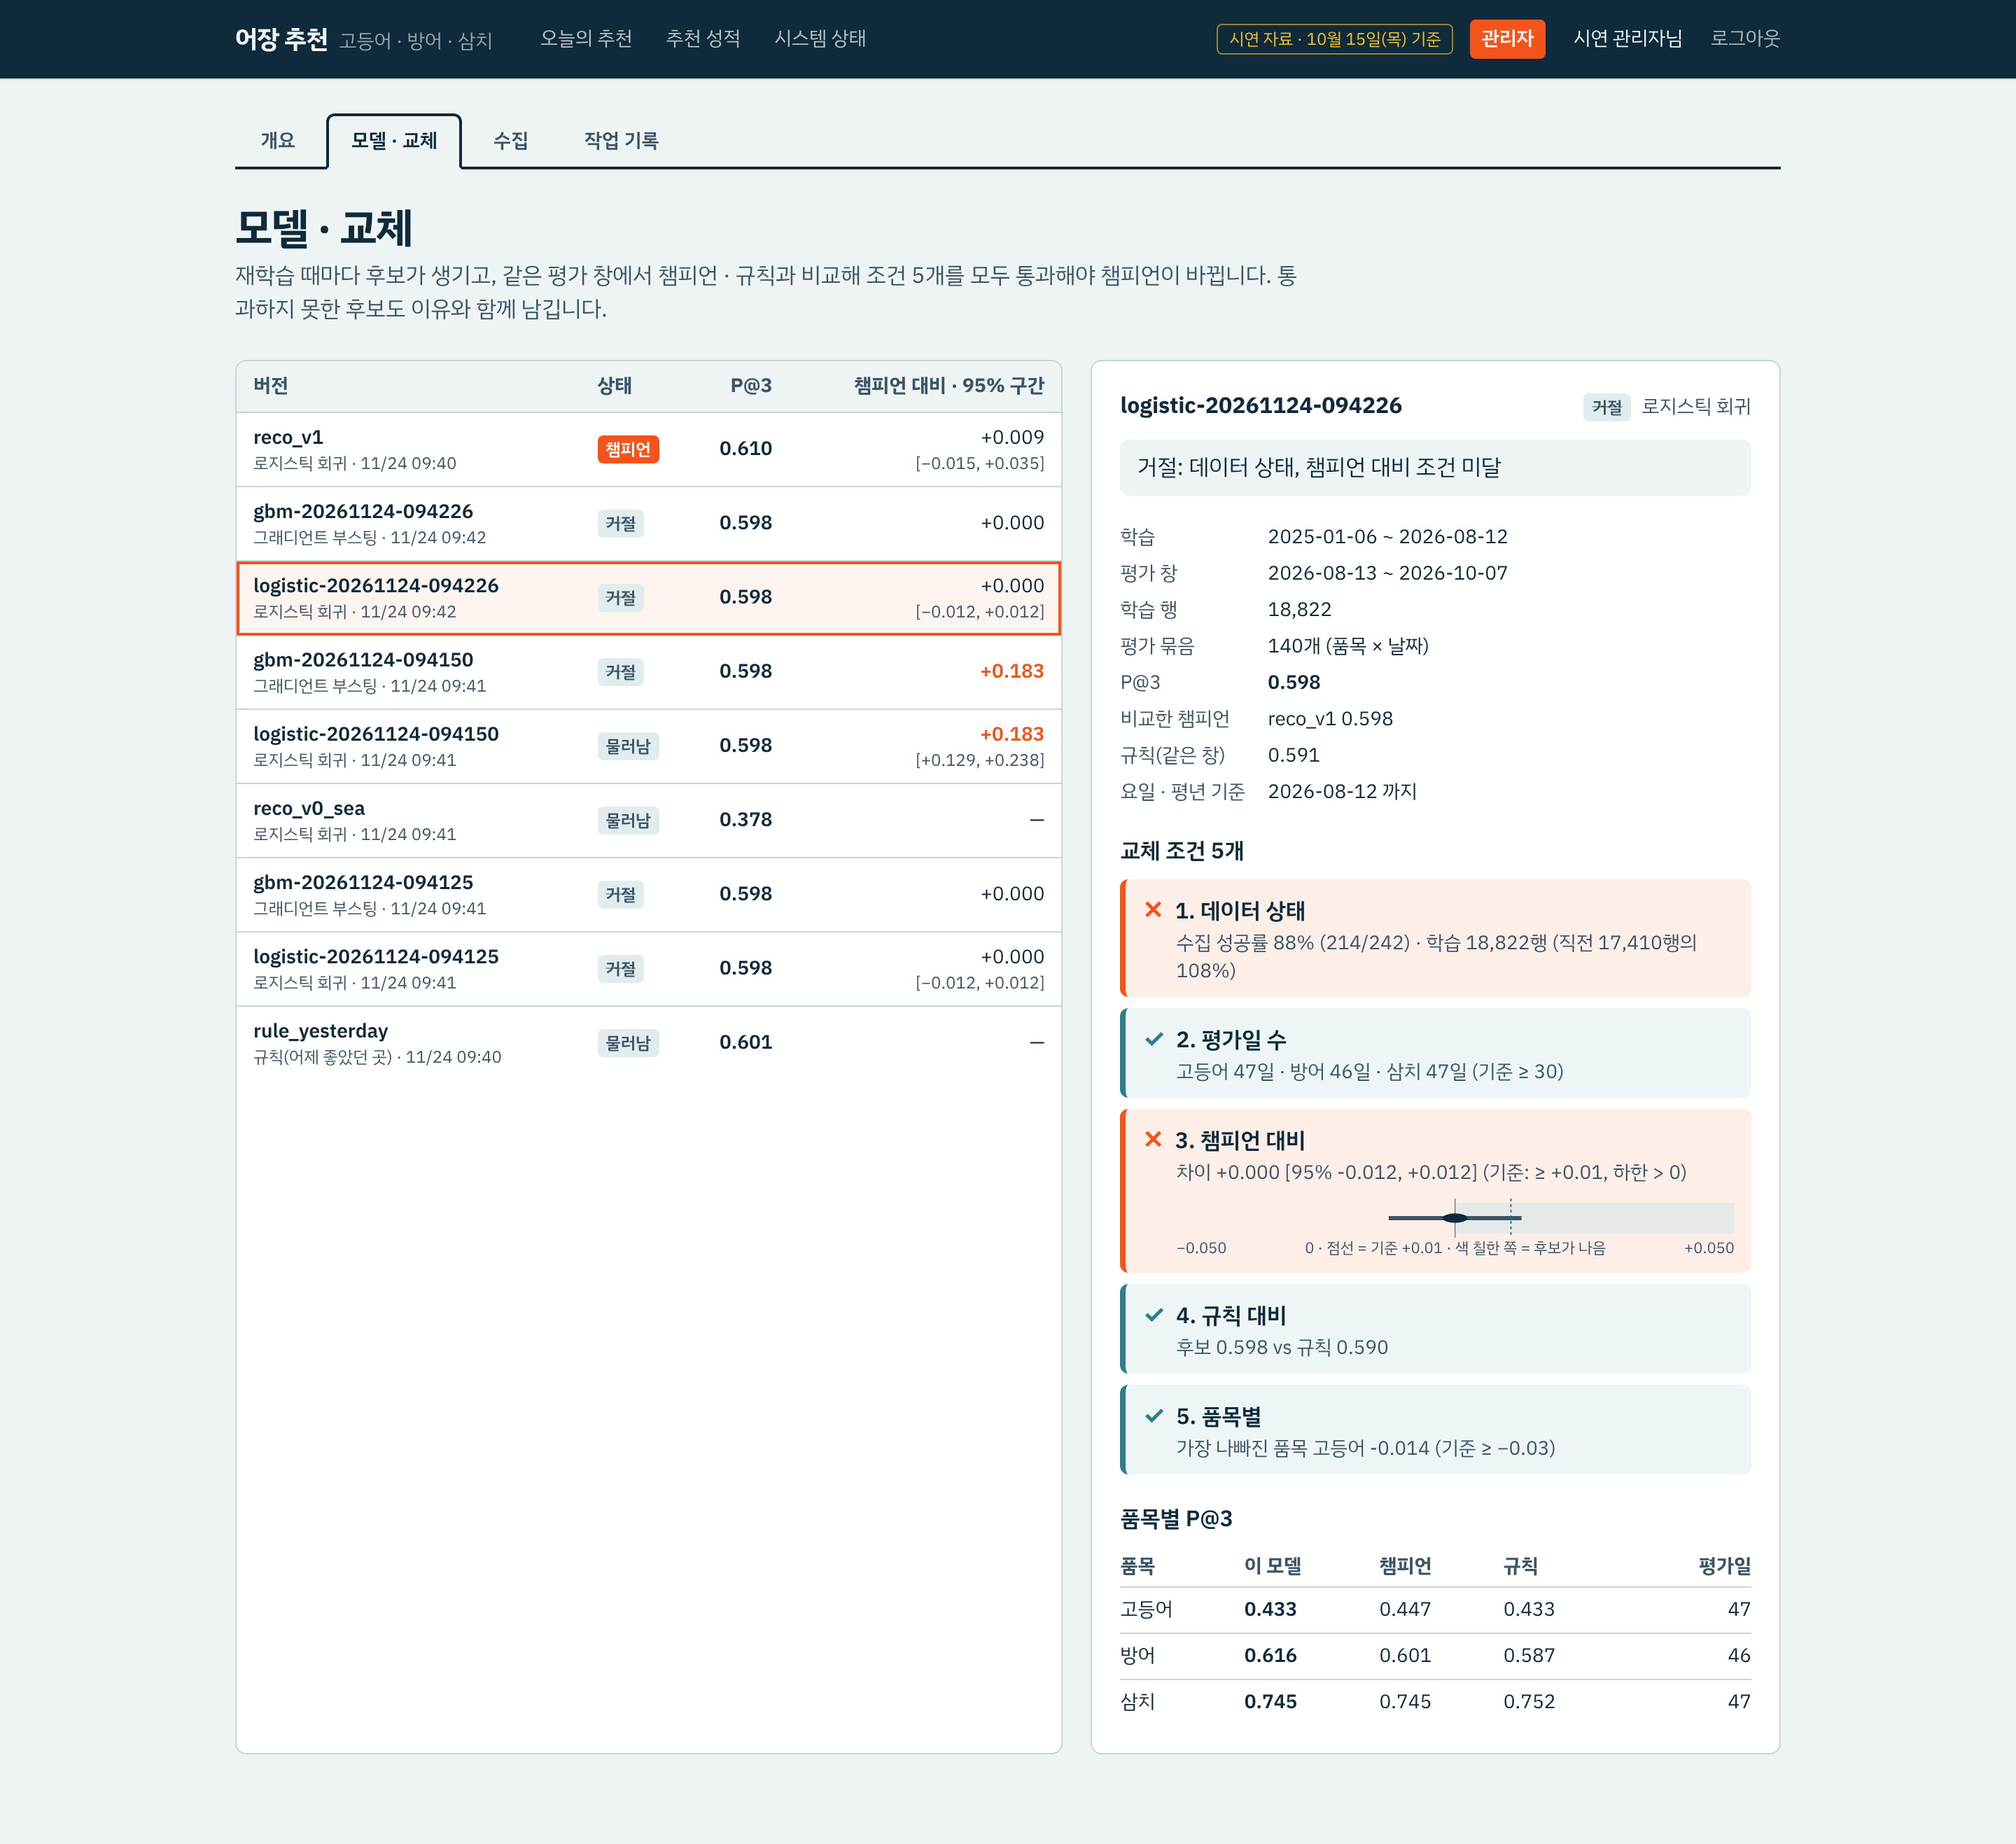 어장 추천 고등어 · 방어 · 삼치 오늘의 추천 추천 성적 시스템 상태 시연 자료 · 10월 15일(목) 기준 관리자 시연 관리자님 로그아웃
개요 모델 · 교체 수집 작업 기록
모델 · 교체
재학습 때마다 후보가 생기고, 같은 평가 창에서 챔피언 · 규칙과 비교해 조건 5개를 모두 통과해야 챔피언이 바뀝니다. 통
과하지 못한 후보도 이유와 함께 남깁니다.
버전 상태 P@3 챔피언 대비 · 95% 구간
reco_v1 챔피언 0.610 +0.009
로지스틱 회귀 · 11/24 09:40 [−0.015, +0.035]
gbm-20261124-094226 거절 0.598 +0.000
그래디언트 부스팅 · 11/24 09:42
logistic-20261124-094226 거절 0.598 +0.000
로지스틱 회귀 · 11/24 09:42 [−0.012, +0.012]
gbm-20261124-094150 거절 0.598 +0.183
그래디언트 부스팅 · 11/24 09:41
logistic-20261124-094150 물러남 0.598 +0.183
로지스틱 회귀 · 11/24 09:41 [+0.129, +0.238]
reco_v0_sea 물러남 0.378 —
로지스틱 회귀 · 11/24 09:41
gbm-20261124-094125 거절 0.598 +0.000
그래디언트 부스팅 · 11/24 09:41
logistic-20261124-094125 거절 0.598 +0.000
로지스틱 회귀 · 11/24 09:41 [−0.012, +0.012]
rule_yesterday 물러남 0.601 —
규칙(어제 좋았던 곳) · 11/24 09:40
logistic-20261124-094226 거절 로지스틱 회귀
거절: 데이터 상태, 챔피언 대비 조건 미달
학습 2025-01-06 ~ 2026-08-12
평가 창 2026-08-13 ~ 2026-10-07
학습 행 18,822
평가 묶음 140개 (품목 × 날짜)
P@3 0.598
비교한 챔피언 reco_v1 0.598
규칙(같은 창) 0.591
요일 · 평년 기준 2026-08-12 까지
교체 조건 5개
✕ 1. 데이터 상태
수집 성공률 88% (214/242) · 학습 18,822행 (직전 17,410행의
108%)
✓ 2. 평가일 수
고등어 47일 · 방어 46일 · 삼치 47일 (기준 ≥ 30)
✕ 3. 챔피언 대비
차이 +0.000 [95% -0.012, +0.012] (기준: ≥ +0.01, 하한 > 0)
−0.050 0 · 점선 = 기준 +0.01 · 색 칠한 쪽 = 후보가 나음 +0.050
✓ 4. 규칙 대비
후보 0.598 vs 규칙 0.590
✓ 5. 품목별
가장 나빠진 품목 고등어 -0.014 (기준 ≥ −0.03)
품목별 P@3
품목 이 모델 챔피언 규칙 평가일
고등어 0.433 0.447 0.433 47
방어 0.616 0.601 0.587 46
삼치 0.745 0.745 0.752 47